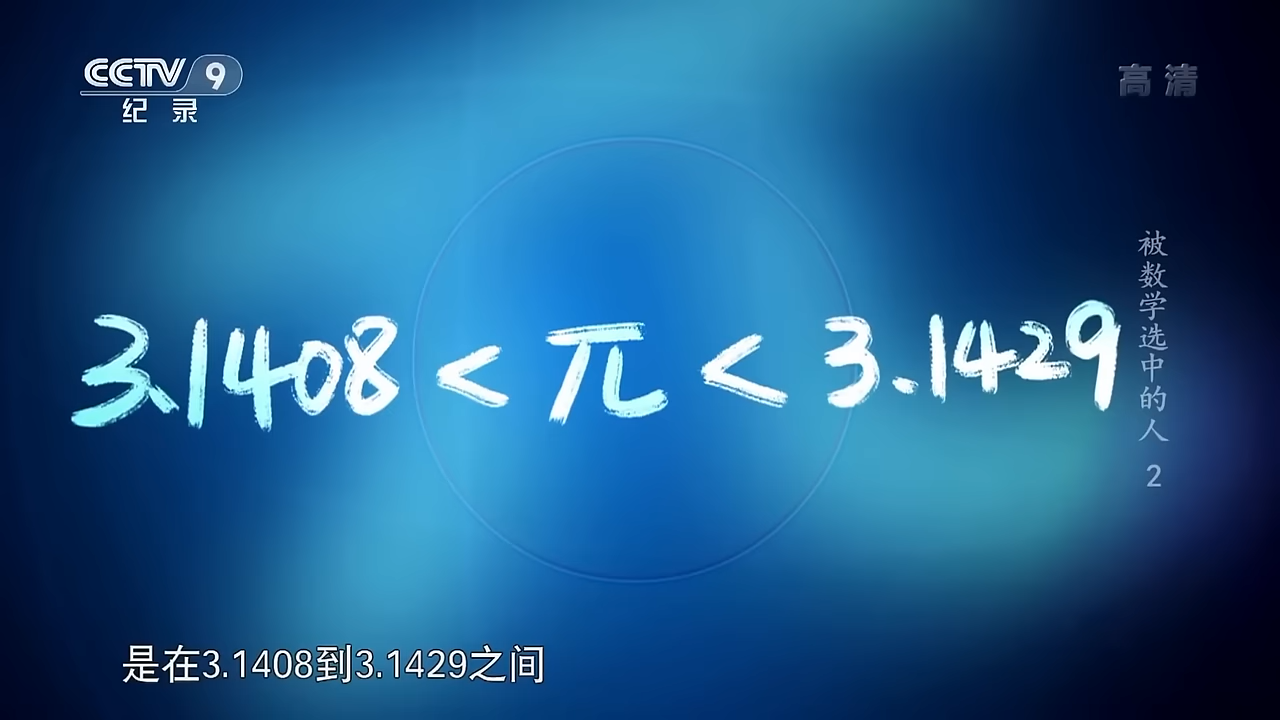 CCTV 9
纪录
高清
被数学选中的人 2
3.1408 < π < 3.1429
是在3.1408到3.1429之间